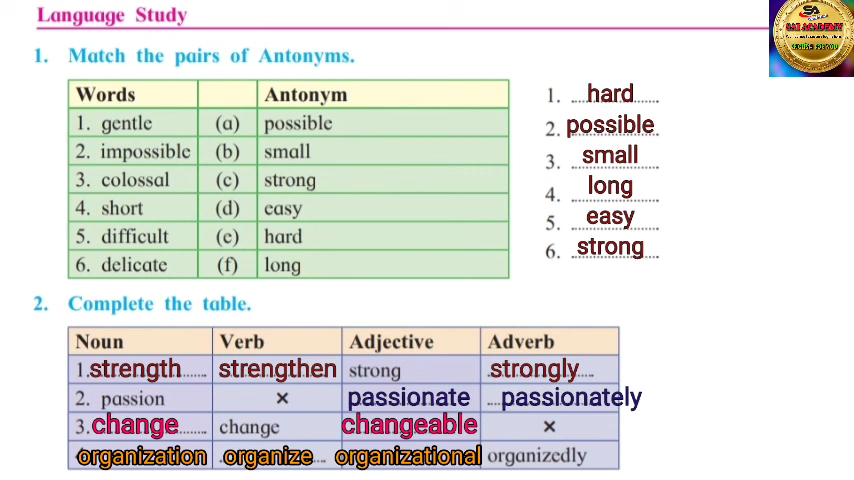 Language Study
SAI ACADEMY
1. Match the pairs of Antonyms.
Words Antonym
1. gentle (a) possible
2. impossible (b) small
3. colossal (c) strong
4. short (d) easy
5. difficult (e) hard
6. delicate (f) long
1. hard
2. possible
3. small
4. long
5. easy
6. strong
2. Complete the table.
Noun Verb Adjective Adverb
1. strength strengthen strong strongly
2. passion × passionate passionately
3. change change changeable ×
organization organize organizational organizedly